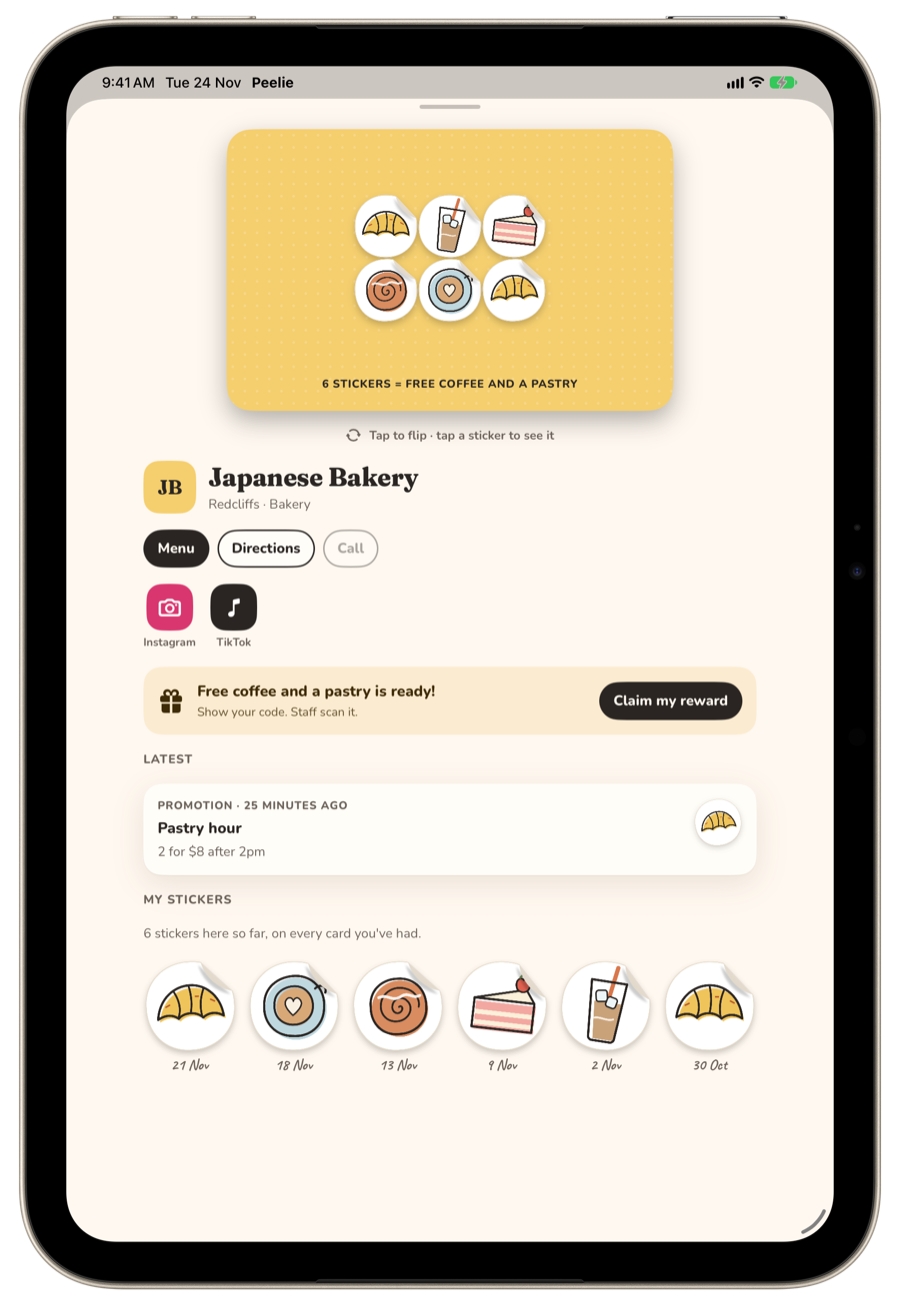 9:41 AM Tue 24 Nov Peelie
6 STICKERS = FREE COFFEE AND A PASTRY
Tap to flip · tap a sticker to see it
JB
Japanese Bakery
Redcliffs · Bakery
Menu Directions Call
Instagram TikTok
Free coffee and a pastry is ready!
Show your code. Staff scan it.
Claim my reward
LATEST
PROMOTION · 25 MINUTES AGO
Pastry hour
2 for $8 after 2pm
MY STICKERS
6 stickers here so far, on every card you've had.
21 Nov 18 Nov 13 Nov 9 Nov 2 Nov 30 Oct